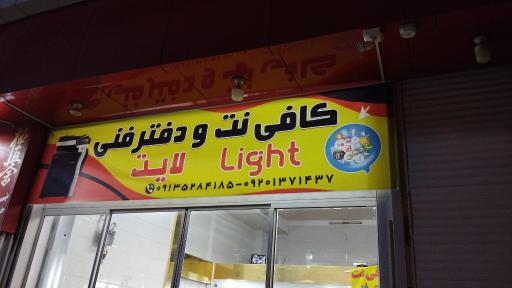 کافی نت و دفترفنی
لایت Light
۰۹۱۳۵۲۸۴۱۸۵-۰۹۲۰۱۳۷۱۴۳۷